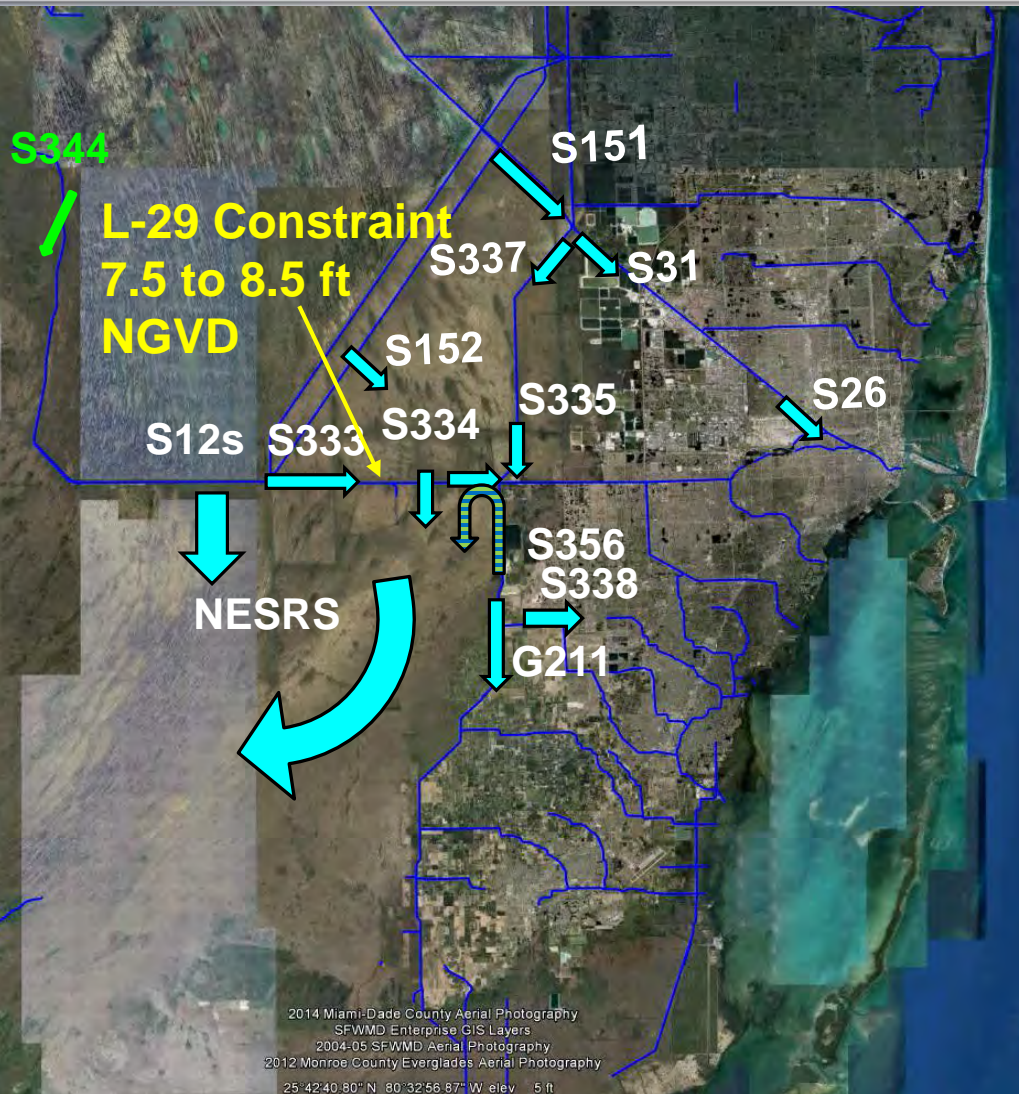 S344
S151
L-29 Constraint
7.5 to 8.5 ft
NGVD
S337
S31
S152
S26
S335
S334
S12s
S333
S356
S338
NESRS
G211
2014 Miami-Dade County Aerial Photography
SFWMD Enterprise GIS Layers
2004-05 SFWMD Aerial Photography
2012 Monroe County Everglades Aerial Photography
25°42'40.80" N 80°32'56.87" W elev 5 ft